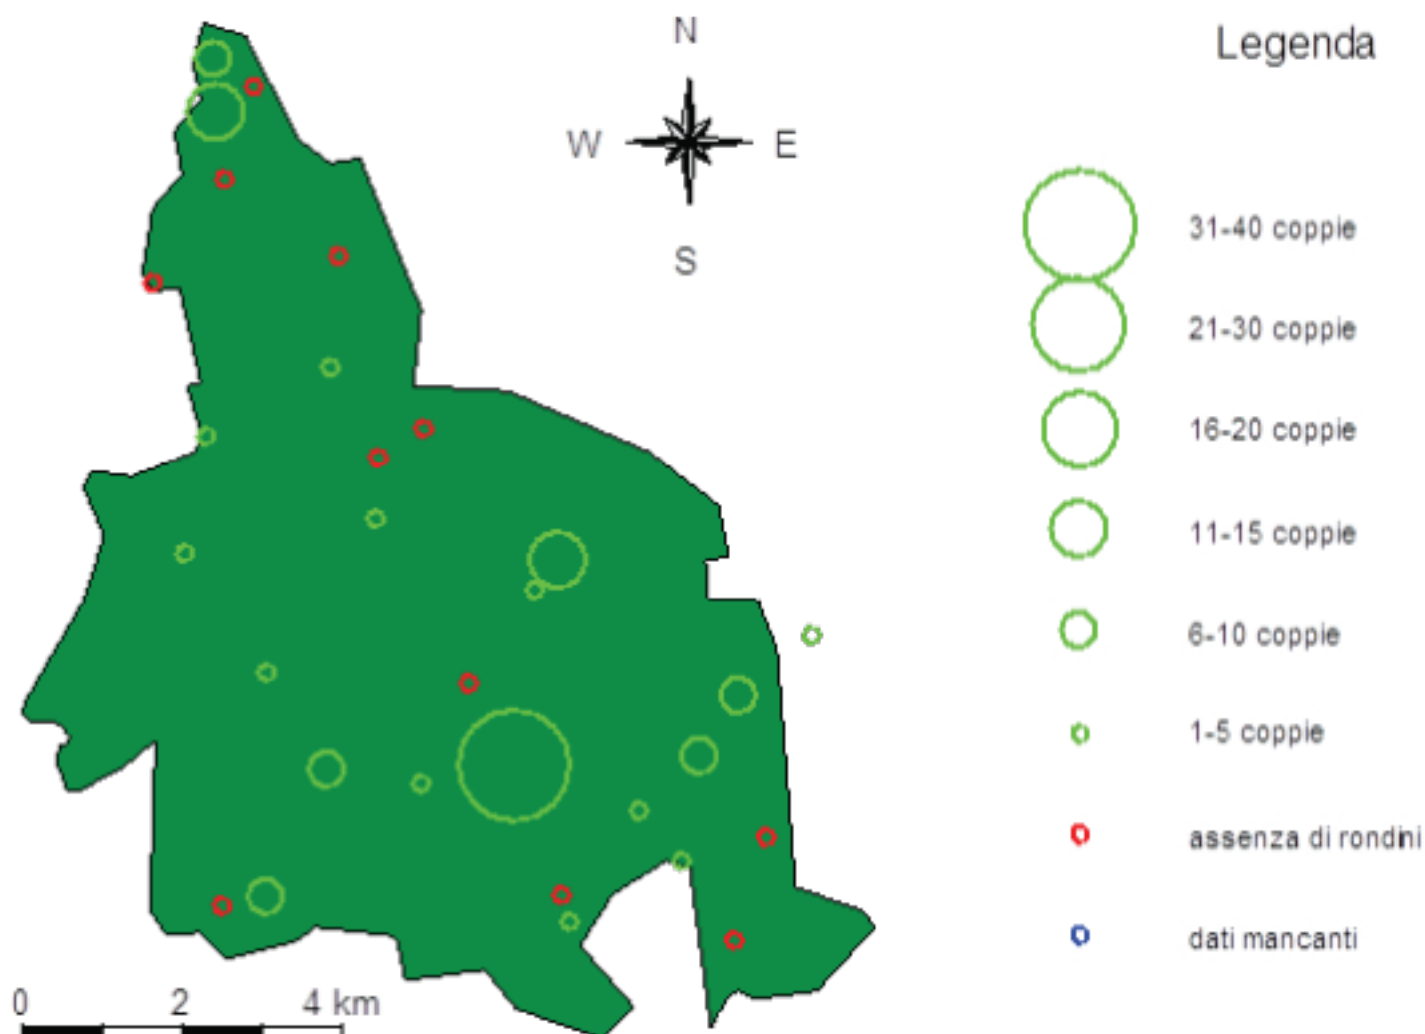 N
Legenda
W
E
S
31-40 coppie
21-30 coppie
16-20 coppie
11-15 coppie
6-10 coppie
1-5 coppie
assenza di rondini
dati mancanti
0 2 4 km